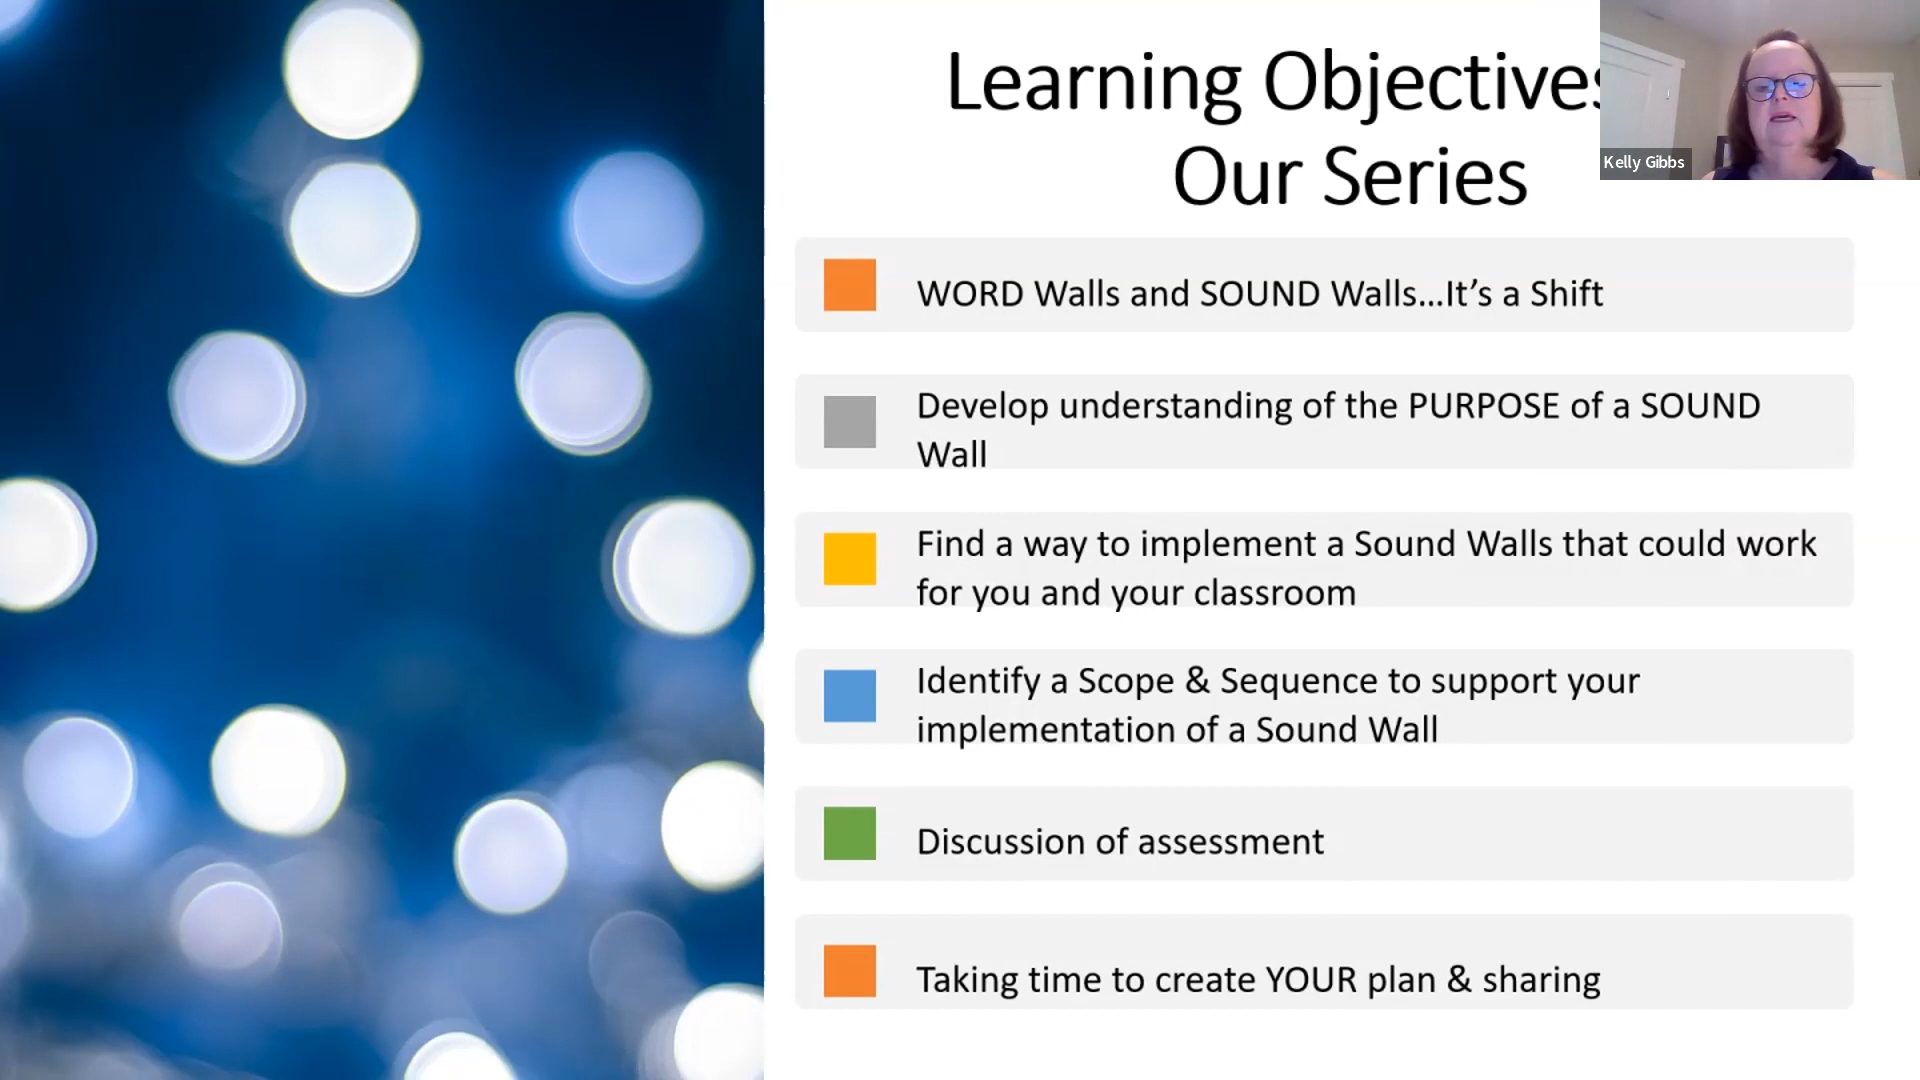 Learning Objectives
Our Series
Kelly Gibbs
WORD Walls and SOUND Walls...It’s a Shift
Develop understanding of the PURPOSE of a SOUND
Wall
Find a way to implement a Sound Walls that could work
for you and your classroom
Identify a Scope & Sequence to support your
implementation of a Sound Wall
Discussion of assessment
Taking time to create YOUR plan & sharing